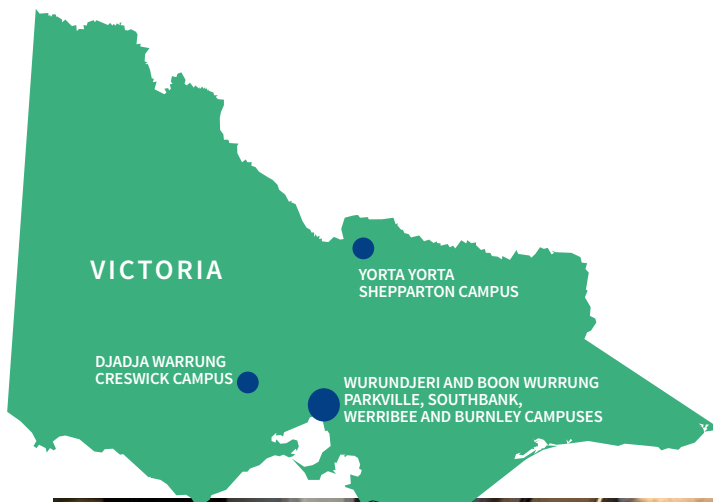 VICTORIA
YORTA YORTA
SHEPPARTON CAMPUS
DJADJA WARRUNG
CRESWICK CAMPUS
WURUNDJERI AND BOON WURRUNG
PARKVILLE, SOUTHBANK,
WERRIBEE AND BURNLEY CAMPUSES